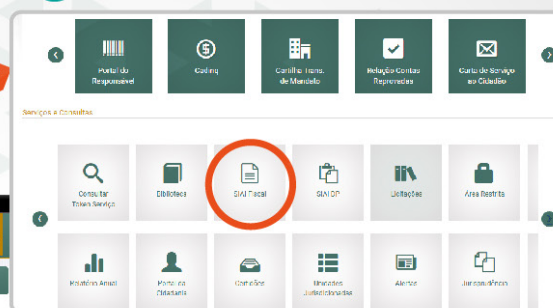 Portal do
Responsável
Cadinq
Cartilha Trans.
de Mandato
Relação Contas
Reprovadas
Carta de Serviço
ao Cidadão
Serviços e Consultas
Consultar
Token Serviço
Biblioteca
SIAI Fiscal
SIAI DP
Licitações
Área Restrita
Relatório Anual
Portal da
Cidadania
Certidões
Unidades
Jurisdicionadas
Alertas
Jurisprudência